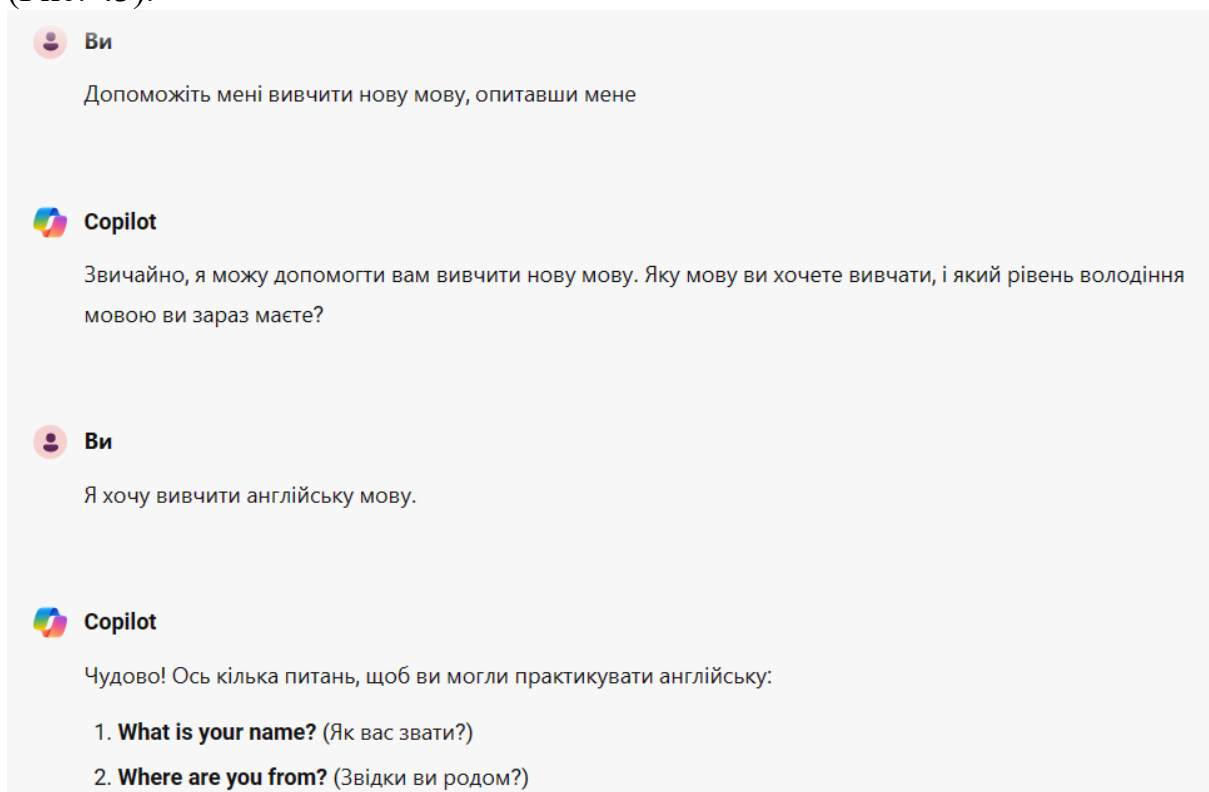 Ви
Допоможіть мені вивчити нову мову, опитавши мене
Copilot
Звичайно, я можу допомогти вам вивчити нову мову. Яку мову ви хочете вивчати, і який рівень володіння
мовою ви зараз маєте?
Ви
Я хочу вивчити англійську мову.
Copilot
Чудово! Ось кілька питань, щоб ви могли практикувати англійську:
1. What is your name? (Як вас звати?)
2. Where are you from? (Звідки ви родом?)